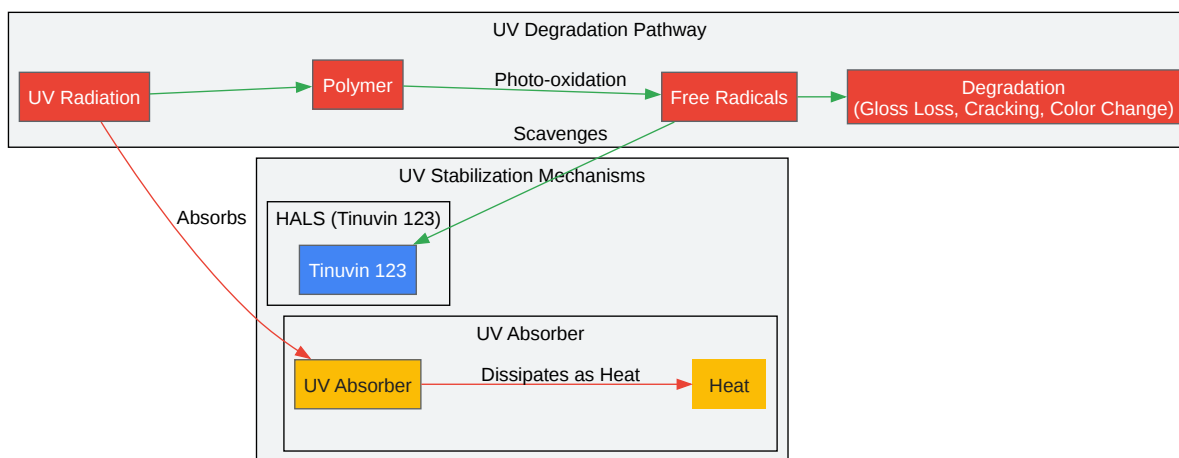 UV Degradation Pathway
UV Radiation
Polymer
Photo-oxidation
Free Radicals
Degradation
(Gloss Loss, Cracking, Color Change)
Scavenges
UV Stabilization Mechanisms
Absorbs
HALS (Tinuvin 123)
Tinuvin 123
UV Absorber
UV Absorber
Dissipates as Heat
Heat